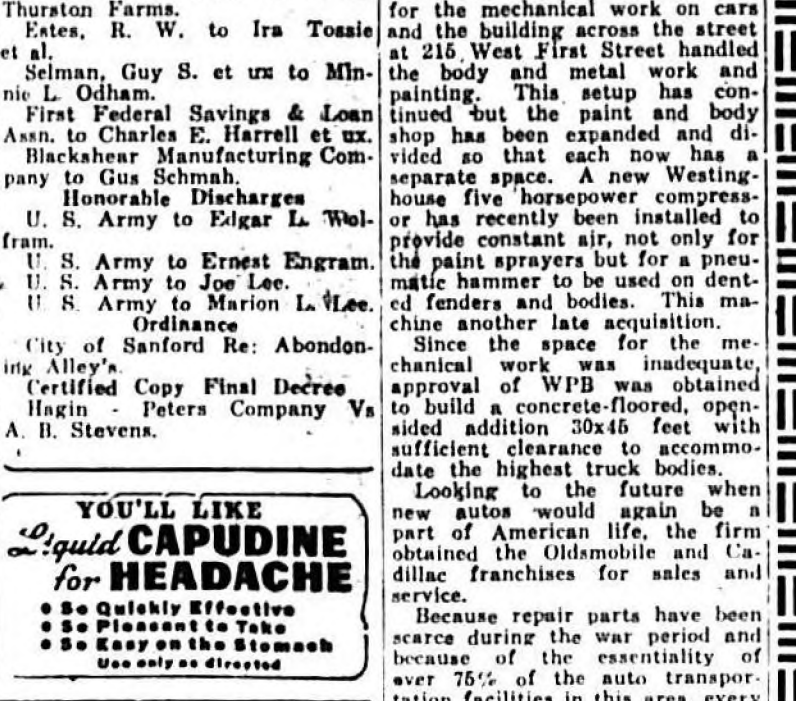 Thurston Farms.
Estes, R. W. to Ira Tossie
et al.
Selman, Guy S. et ux to Min-
nie L. Odham.
First Federal Savings & Loan
Assn. to Charles E. Harrell et ux.
Blackshear Manufacturing Com-
pany to Gus Schmah.
Honorable Discharges
U. S. Army to Edgar L. Wol-
fram.
U. S. Army to Ernest Engram.
U. S. Army to Joe Lee.
U. S. Army to Marion L. Lee.
Ordinance
City of Sanford Re: Abondon-
ing Alley's.
Certified Copy Final Decree
Hagin - Peters Company Vs
A. B. Stevens.
YOU'LL LIKE
Liquid CAPUDINE
for HEADACHE
• So Quickly Effective
• So Pleasant to Take
• So Easy on the Stomach
Use only as directed
for the mechanical work on cars
and the building across the street
at 215 West First Street handled
the body and metal work and
painting. This setup has con-
tinued but the paint and body
shop has been expanded and di-
vided so that each now has a
separate space. A new Westing-
house five horsepower compress-
or has recently been installed to
provide constant air, not only for
the paint sprayers but for a pneu-
matic hammer to be used on dent-
ed fenders and bodies. This ma-
chine another late acquisition.
Since the space for the me-
chanical work was inadequate,
approval of WPB was obtained
to build a concrete-floored, open-
sided addition 30x45 feet with
sufficient clearance to accommo-
date the highest truck bodies.
Looking to the future when
new autos would again be a
part of American life, the firm
obtained the Oldsmobile and Ca-
dillac franchises for sales and
service.
Because repair parts have been
scarce during the war period and
because of the essentiality of
over 75% of the auto transpor-
tation facilities in this area, every